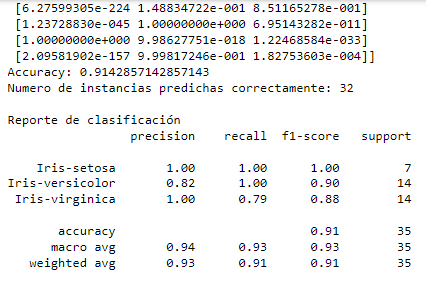 [6.27599305e-224 1.48834722e-001 8.51165278e-001]
[1.23728830e-045 1.00000000e+000 6.95143282e-011]
[1.00000000e+000 9.98627751e-018 1.22468584e-033]
[2.09581902e-157 9.99817246e-001 1.82753603e-004]]
Accuracy: 0.9142857142857143
Numero de instancias predichas correctamente: 32
Reporte de clasificación
precision recall f1-score support
Iris-setosa 1.00 1.00 1.00 7
Iris-versicolor 0.82 1.00 0.90 14
Iris-virginica 1.00 0.79 0.88 14
accuracy 0.91 35
macro avg 0.94 0.93 0.93 35
weighted avg 0.93 0.91 0.91 35